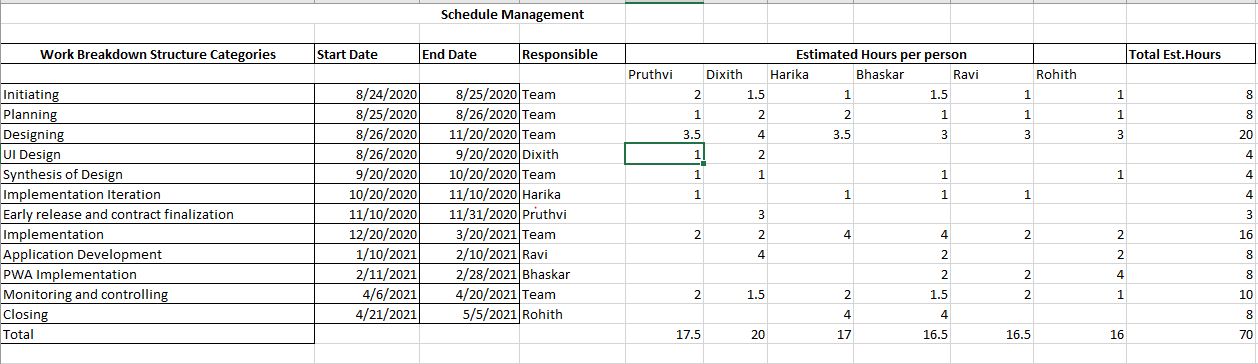 Schedule Management
Work Breakdown Structure Categories Start Date End Date Responsible Estimated Hours per person Total Est.Hours
Pruthvi Dixith Harika Bhaskar Ravi Rohith
Initiating 8/24/2020 8/25/2020 Team 2 1.5 1 1.5 1 1 8
Planning 8/25/2020 8/26/2020 Team 1 2 2 1 1 1 8
Designing 8/26/2020 11/20/2020 Team 3.5 4 3.5 3 3 3 20
UI Design 8/26/2020 9/20/2020 Dixith 1 2 4
Synthesis of Design 9/20/2020 10/20/2020 Team 1 1 1 1 4
Implementation Iteration 10/20/2020 11/10/2020 Harika 1 1 1 1 4
Early release and contract finalization 11/10/2020 11/31/2020 Pruthvi 3 3
Implementation 12/20/2020 3/20/2021 Team 2 2 4 4 2 2 16
Application Development 1/10/2021 2/10/2021 Ravi 4 2 2 8
PWA Implementation 2/11/2021 2/28/2021 Bhaskar 2 2 4 8
Monitoring and controlling 4/6/2021 4/20/2021 Team 2 1.5 2 1.5 2 1 10
Closing 4/21/2021 5/5/2021 Rohith 4 4 8
Total 17.5 20 17 16.5 16.5 16 70